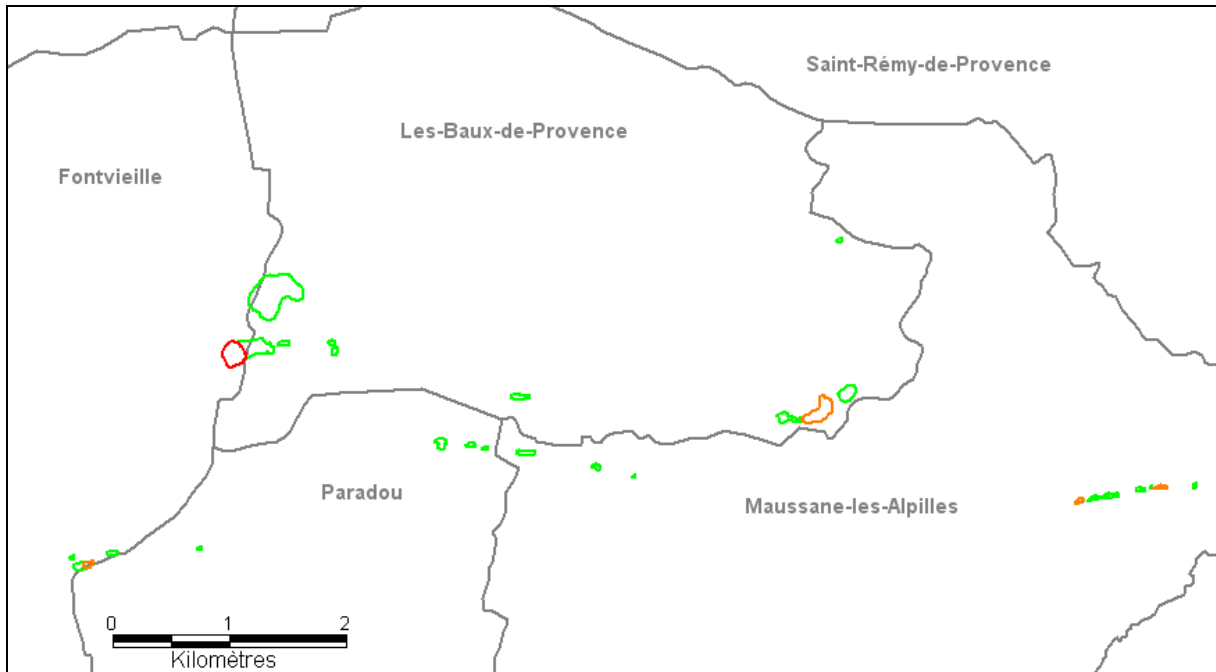 Saint-Rémy-de-Provence
Les-Baux-de-Provence
Fontvieille
Paradou
Maussane-les-Alpilles
0 1 2
Kilomètres